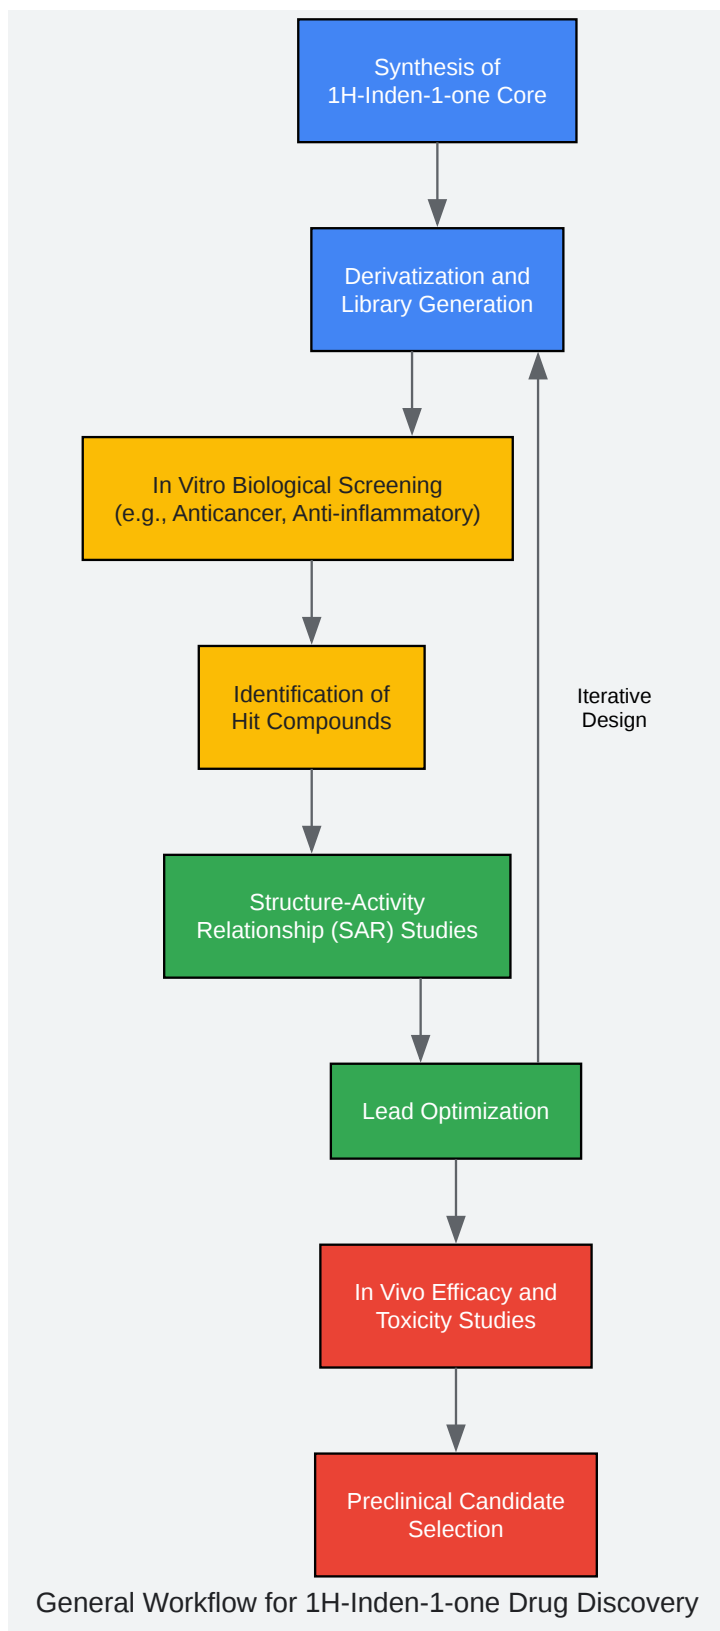 Synthesis of
1H-Inden-1-one Core
Derivatization and
Library Generation
In Vitro Biological Screening
(e.g., Anticancer, Anti-inflammatory)
Identification of
Hit Compounds
Iterative
Design
Structure-Activity
Relationship (SAR) Studies
Lead Optimization
In Vivo Efficacy and
Toxicity Studies
Preclinical Candidate
Selection
General Workflow for 1H-Inden-1-one Drug Discovery